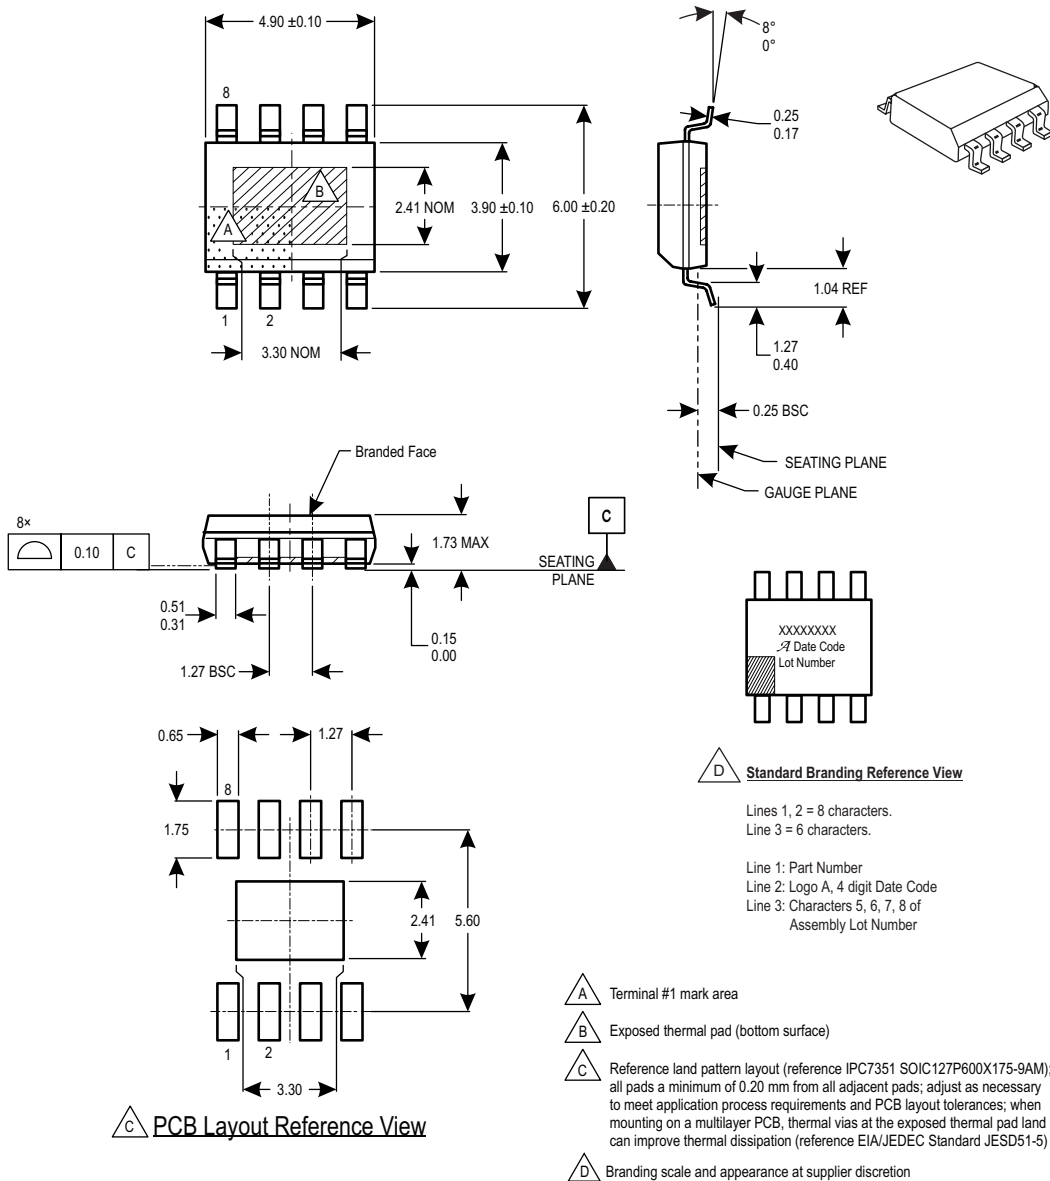 4.90 ±0.10
8
B
A
2.41 NOM
3.90 ±0.10
6.00 ±0.20
1
2
3.30 NOM
8°
0°
0.25
0.17
1.04 REF
1.27
0.40
0.25 BSC
SEATING PLANE
GAUGE PLANE
Branded Face
8×
0.10
C
1.73 MAX
C
SEATING
PLANE
0.51
0.31
0.15
0.00
1.27 BSC
XXXXXXXX
A Date Code
Lot Number
D Standard Branding Reference View
Lines 1, 2 = 8 characters.
Line 3 = 6 characters.
Line 1: Part Number
Line 2: Logo A, 4 digit Date Code
Line 3: Characters 5, 6, 7, 8 of
Assembly Lot Number
0.65
1.27
8
1.75
2.41
5.60
1
2
3.30
C PCB Layout Reference View
A Terminal #1 mark area
B Exposed thermal pad (bottom surface)
C Reference land pattern layout (reference IPC7351 SOIC127P600X175-9AM);
all pads a minimum of 0.20 mm from all adjacent pads; adjust as necessary
to meet application process requirements and PCB layout tolerances; when
mounting on a multilayer PCB, thermal vias at the exposed thermal pad land
can improve thermal dissipation (reference EIA/JEDEC Standard JESD51-5)
D Branding scale and appearance at supplier discretion